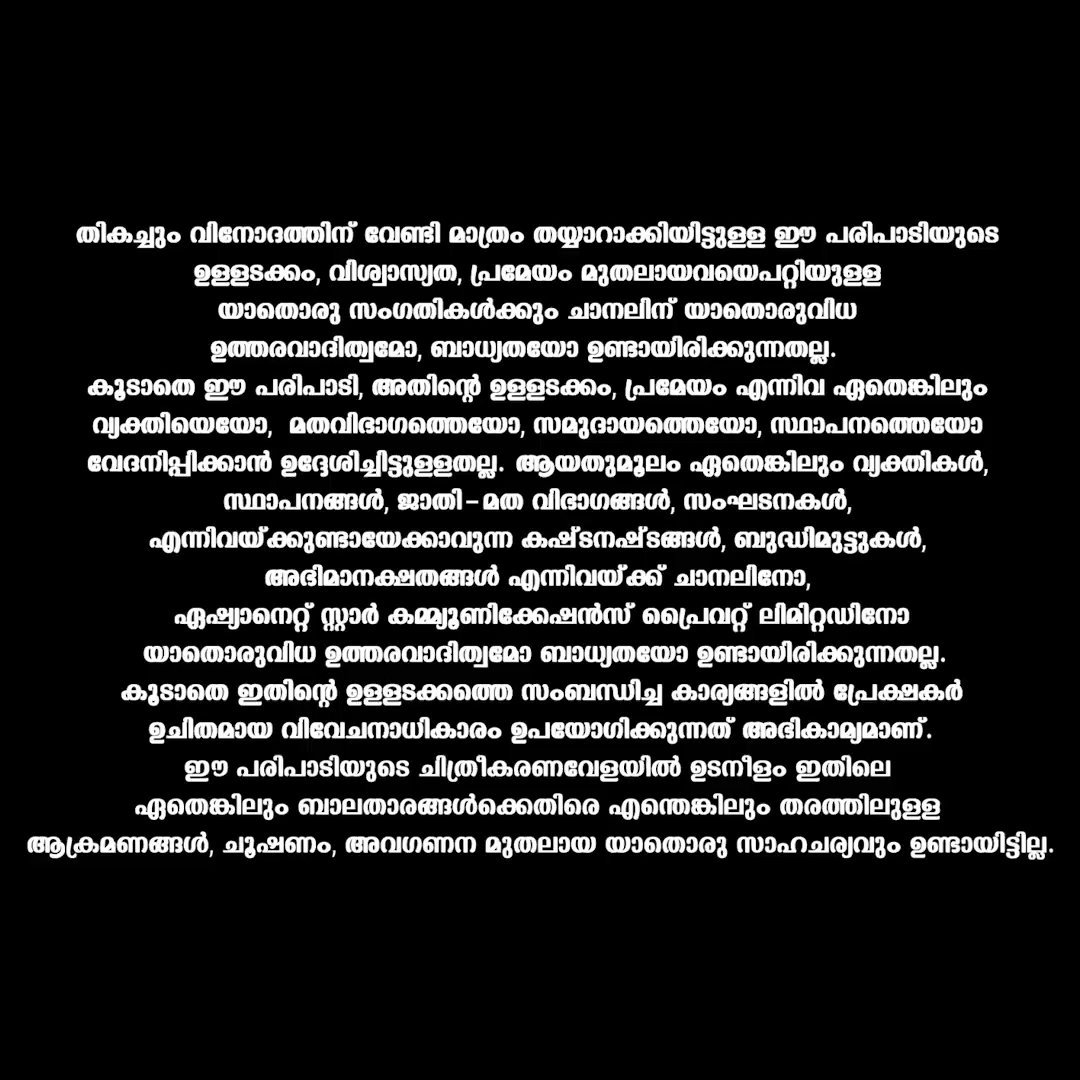 തികച്ചും വിനോദത്തിന് വേണ്ടി മാത്രം തയ്യാറാക്കിയിട്ടുള്ള ഈ പരിപാടിയുടെ
ഉള്ളടക്കം, വിശ്വാസ്യത, പ്രമേയം മുതലായവയെപറ്റിയുള്ള
യാതൊരു സംഗതികൾക്കും ചാനലിന് യാതൊരുവിധ
ഉത്തരവാദിത്വമോ, ബാധ്യതയോ ഉണ്ടായിരിക്കുന്നതല്ല.
കൂടാതെ ഈ പരിപാടി, അതിന്റെ ഉള്ളടക്കം, പ്രമേയം എന്നിവ ഏതെങ്കിലും
വ്യക്തിയെയോ, മതവിഭാഗത്തെയോ, സമുദായത്തെയോ, സ്ഥാപനത്തെയോ
വേദനിപ്പിക്കാൻ ഉദ്ദേശിച്ചിട്ടുള്ളതല്ല. ആയതുമൂലം ഏതെങ്കിലും വ്യക്തികൾ,
സ്ഥാപനങ്ങൾ, ജാതി – മത വിഭാഗങ്ങൾ, സംഘടനകൾ,
എന്നിവയ്ക്കുണ്ടായേക്കാവുന്ന കഷ്ടനഷ്ടങ്ങൾ, ബുദ്ധിമുട്ടുകൾ,
അഭിമാനക്ഷതങ്ങൾ എന്നിവയ്ക്ക് ചാനലിനോ,
ഏഷ്യാനെറ്റ് സ്റ്റാർ കമ്മ്യൂണിക്കേഷൻസ് പ്രൈവറ്റ് ലിമിറ്റഡിനോ
യാതൊരുവിധ ഉത്തരവാദിത്വമോ ബാധ്യതയോ ഉണ്ടായിരിക്കുന്നതല്ല.
കൂടാതെ ഇതിന്റെ ഉള്ളടക്കത്തെ സംബന്ധിച്ച കാര്യങ്ങളിൽ പ്രേക്ഷകർ
ഉചിതമായ വിവേചനാധികാരം ഉപയോഗിക്കുന്നത് അഭികാമ്യമാണ്.
ഈ പരിപാടിയുടെ ചിത്രീകരണവേളയിൽ ഉടനീളം ഇതിലെ
ഏതെങ്കിലും ബാലതാരങ്ങൾക്കെതിരെ എന്തെങ്കിലും തരത്തിലുള്ള
ആക്രമണങ്ങൾ, ചൂഷണം, അവഗണന മുതലായ യാതൊരു സാഹചര്യവും ഉണ്ടായിട്ടില്ല.